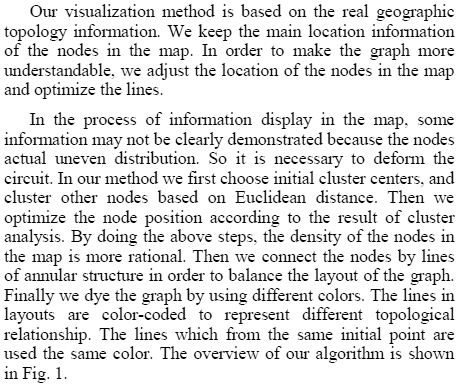 Our visualization method is based on the real geographic
topology information. We keep the main location information
of the nodes in the map. In order to make the graph more
understandable, we adjust the location of the nodes in the map
and optimize the lines.
In the process of information display in the map, some
information may not be clearly demonstrated because the nodes
actual uneven distribution. So it is necessary to deform the
circuit. In our method we first choose initial cluster centers, and
cluster other nodes based on Euclidean distance. Then we
optimize the node position according to the result of cluster
analysis. By doing the above steps, the density of the nodes in
the map is more rational. Then we connect the nodes by lines
of annular structure in order to balance the layout of the graph.
Finally we dye the graph by using different colors. The lines in
layouts are color-coded to represent different topological
relationship. The lines which from the same initial point are
used the same color. The overview of our algorithm is shown
in Fig. 1.